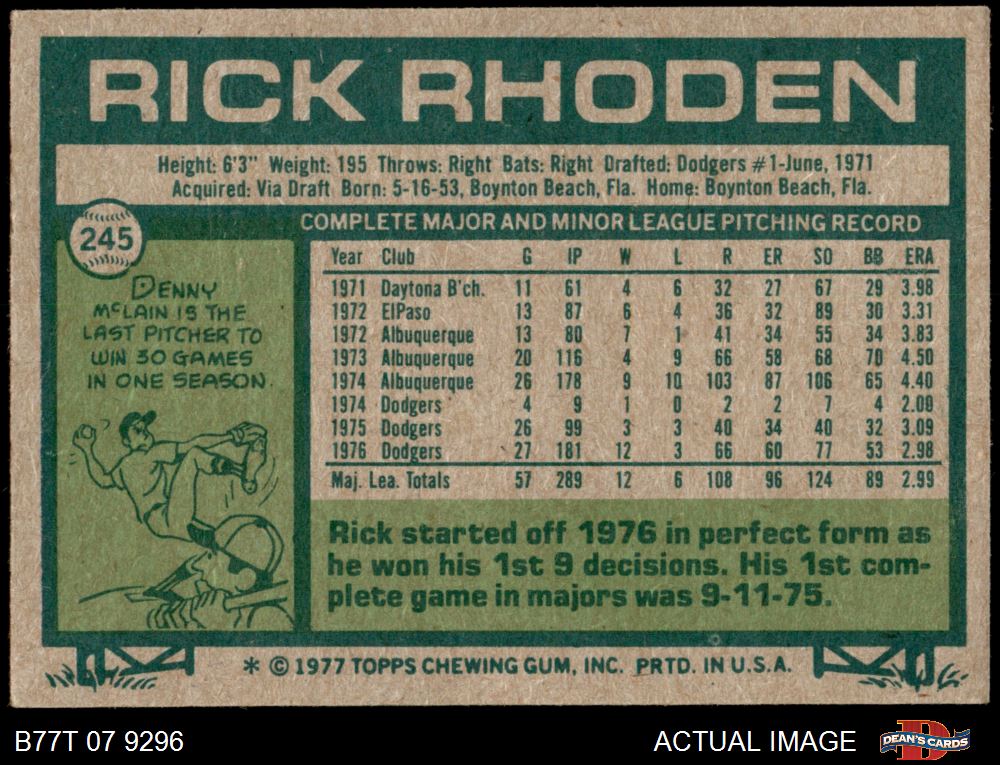 RICK RHODEN
Height: 6'3" Weight: 195 Throws: Right Bats: Right Drafted: Dodgers #1-June, 1971
Acquired: Via Draft Born: 5-16-53, Boynton Beach, Fla. Home: Boynton Beach, Fla.
245
COMPLETE MAJOR AND MINOR LEAGUE PITCHING RECORD
DENNY
McLAIN IS THE
LAST PITCHER TO
WIN 30 GAMES
IN ONE SEASON.
Year Club G IP W L R ER SO BB ERA
1971 Daytona B'ch. 11 61 4 6 32 27 67 29 3.98
1972 ElPaso 13 87 6 4 36 32 89 30 3.31
1972 Albuquerque 13 80 7 1 41 34 55 34 3.83
1973 Albuquerque 20 116 4 9 66 58 68 70 4.50
1974 Albuquerque 26 178 9 10 103 87 106 65 4.40
1974 Dodgers 4 9 1 0 2 2 7 4 2.00
1975 Dodgers 26 99 3 3 40 34 40 32 3.09
1976 Dodgers 27 181 12 3 66 60 77 53 2.98
Maj. Lea. Totals 57 289 12 6 108 96 124 89 2.99
Rick started off 1976 in perfect form as
he won his 1st 9 decisions. His 1st com-
plete game in majors was 9-11-75.
* © 1977 TOPPS CHEWING GUM, INC. PRTD. IN U.S.A.
B77T 07 9296
ACTUAL IMAGE
D
DEAN'S CARDS